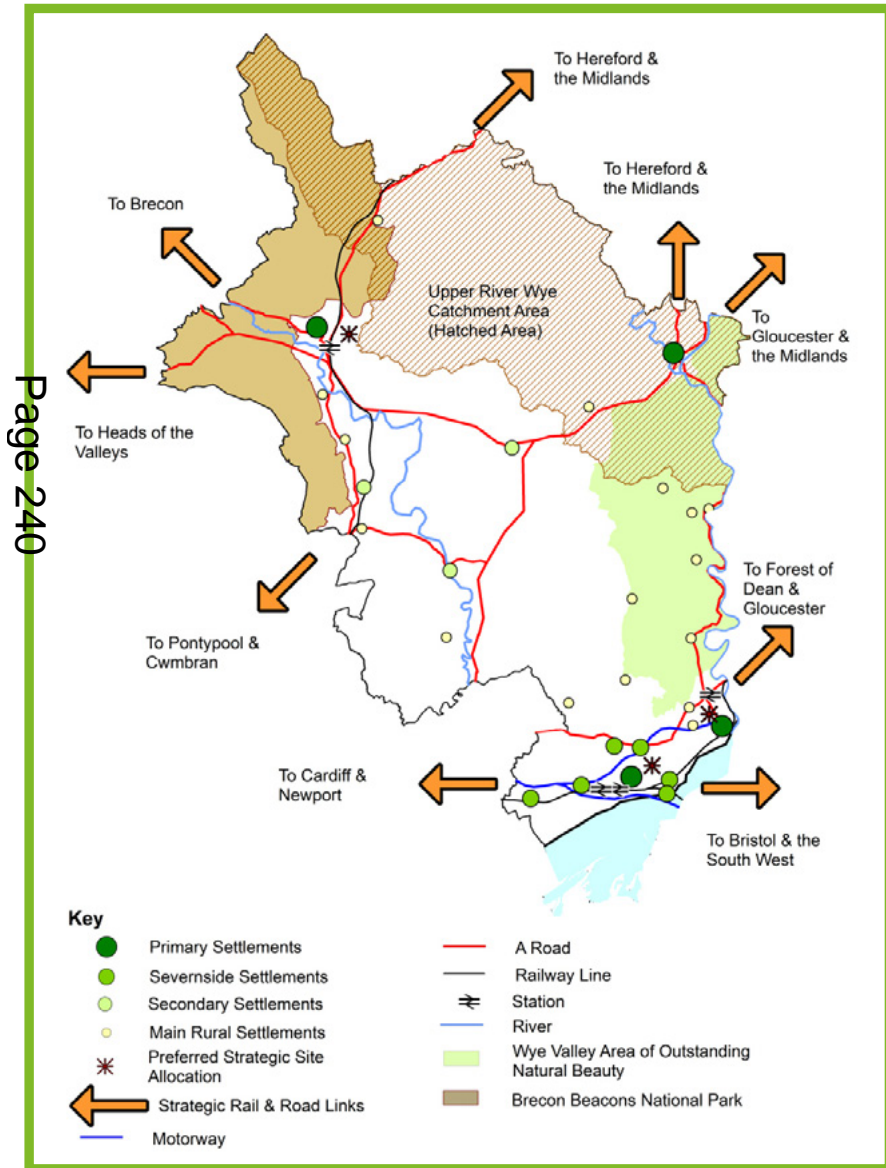 To Hereford &
the Midlands
To Hereford &
the Midlands
To Brecon
Upper River Wye
Catchment Area
(Hatched Area)
To
Gloucester &
the Midlands
Page 240
To Heads of the
Valleys
To Forest of
Dean &
Gloucester
To Pontypool &
Cwmbran
To Cardiff &
Newport
To Bristol & the
South West
Key
Primary Settlements
Severnside Settlements
Secondary Settlements
Main Rural Settlements
Preferred Strategic Site
Allocation
Strategic Rail & Road Links
Motorway
A Road
Railway Line
Station
River
Wye Valley Area of Outstanding
Natural Beauty
Brecon Beacons National Park